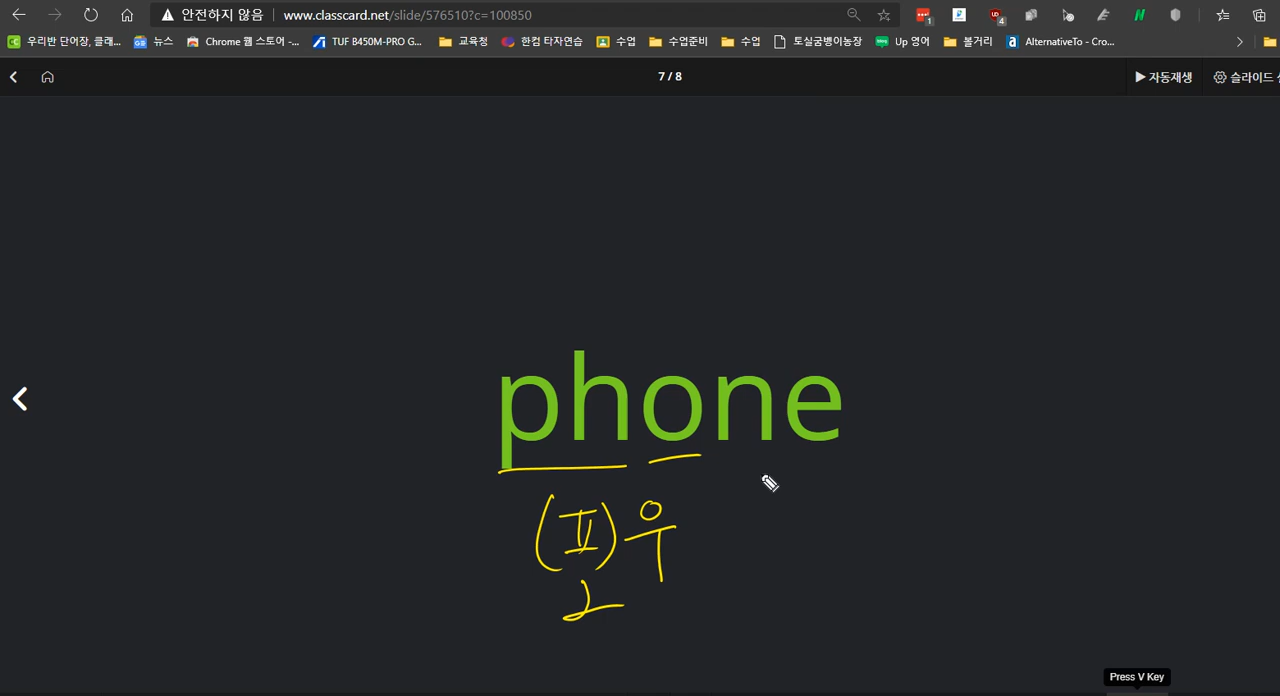 안전하지 않음 www.classcard.net/slide/576510?c=100850
우리반 단어장, 클래... 뉴스 Chrome 웹 스토어 -... TUF B450M-PRO G... 교육청 한컴 타자연습 수업 수업준비 수업 토실굼벵이농장 Up 영어 볼거리 AlternativeTo - Cro...
7 / 8 자동재생 슬라이드
phone
(ㅍ) 우
오
Press V Key